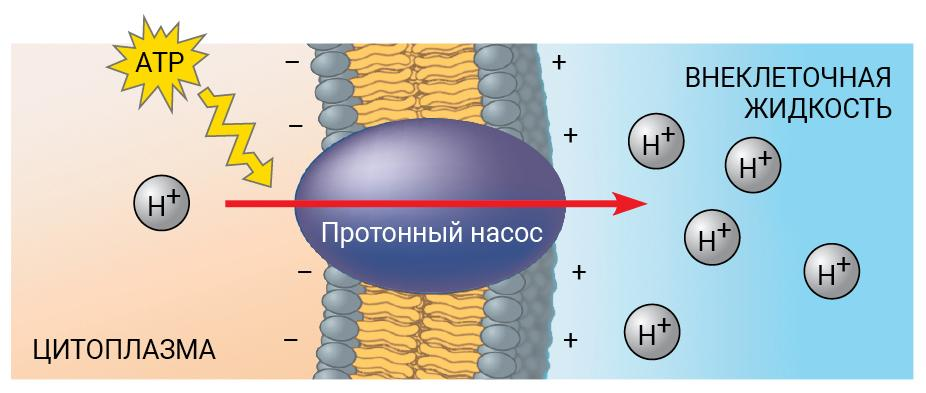 ATP
ВНЕКЛЕТОЧНАЯ
ЖИДКОСТЬ
– +
– +
H⁺
H⁺
H⁺
Протонный насос
H⁺
H⁺
– +
H⁺
– +
ЦИТОПЛАЗМА